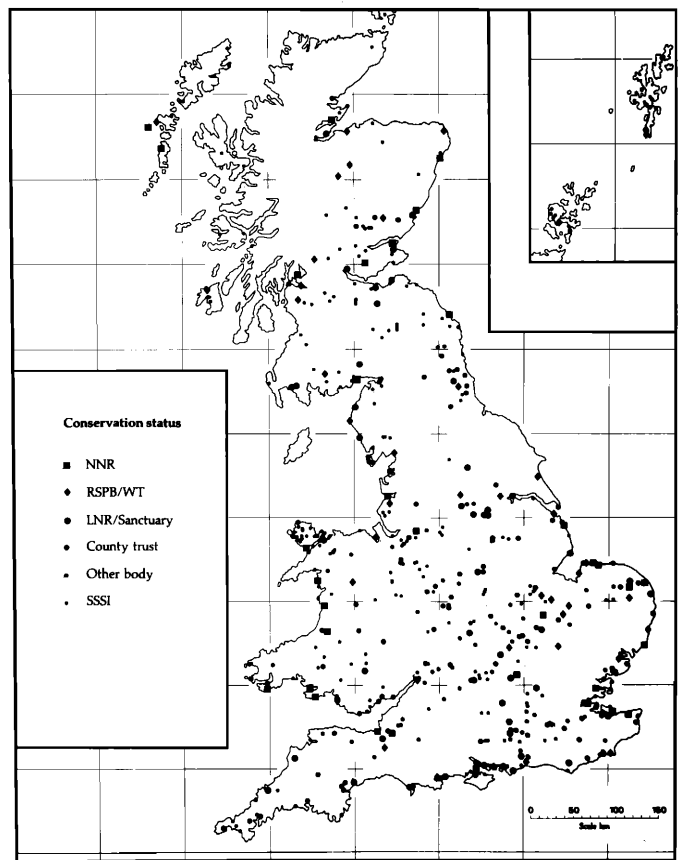 Conservation status
NNR
RSPB/WT
LNR/Sanctuary
County trust
Other body
SSSI
0 50 100 150
Scale km